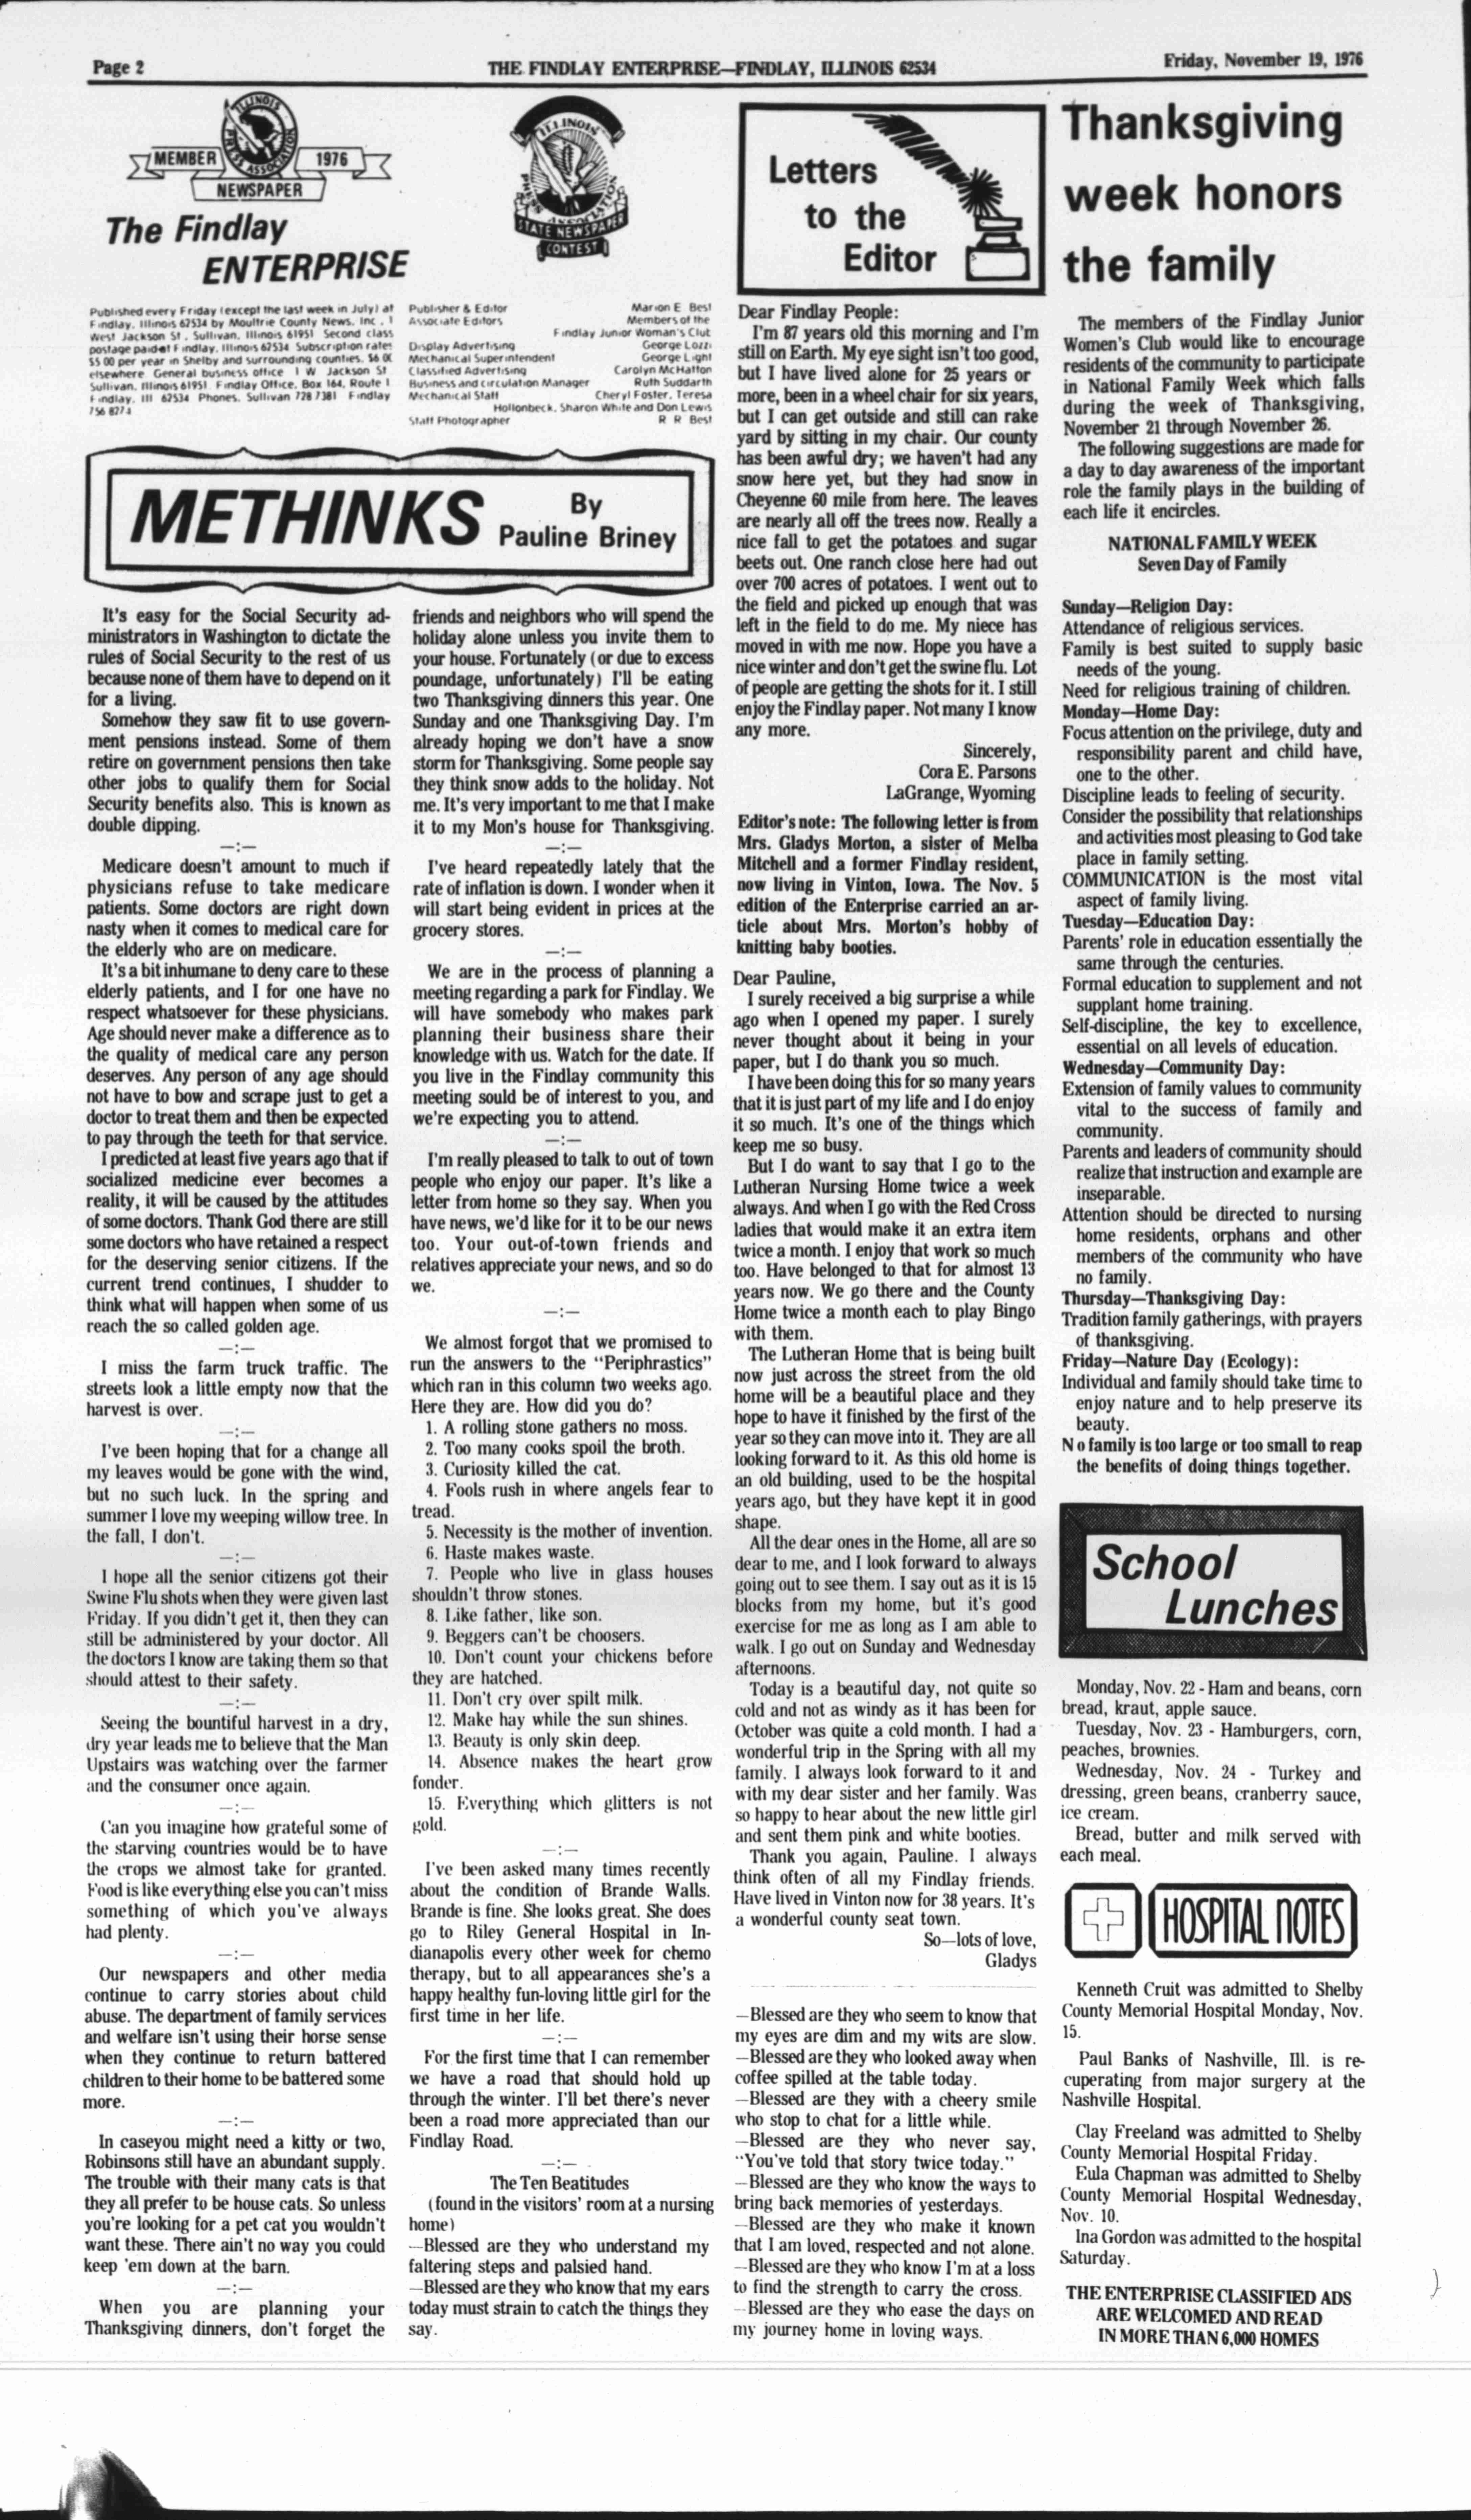 Page 2
THE FINDLAY ENTERPRISE—FINDLAY, ILLINOIS 62534
Friday, November 19, 1976
ILLINOIS
PRESS ASSOCIATION
MEMBER
1976
NEWSPAPER
The Findlay
ENTERPRISE
ILLINOIS
PRESS ASSOCIATION
STATE NEWSPAPER
CONTEST
Published every Friday (except the last week in July) at
Findlay, Illinois 62534 by Moultrie County News, Inc., 1
West Jackson St., Sullivan, Illinois 61951 Second class
postage paid at Findlay, Illinois 62534 Subscription rates
$5.00 per year in Shelby and surrounding counties. $6.00
elsewhere. General business office 1 W Jackson St
Sullivan, Illinois 61951. Findlay Office, Box 164, Route 1
Findlay, Ill 62534 Phones, Sullivan 728 7381 Findlay
756 8274
Publisher & Editor Marion E Best
Associate Editors Members of the
Findlay Junior Woman's Club
Display Advertising George Lozzi
Mechanical Superintendent George Light
Classified Advertising Carolyn McHatton
Business and circulation Manager Ruth Suddarth
Mechanical Staff Cheryl Foster, Teresa
Hollonbeck, Sharon White and Don Lewis
Staff Photographer R R Best
METHINKS
By
Pauline Briney
It's easy for the Social Security ad-
ministrators in Washington to dictate the
rules of Social Security to the rest of us
because none of them have to depend on it
for a living.
Somehow they saw fit to use govern-
ment pensions instead. Some of them
retire on government pensions then take
other jobs to qualify them for Social
Security benefits also. This is known as
double dipping.
—:—
Medicare doesn't amount to much if
physicians refuse to take medicare
patients. Some doctors are right down
nasty when it comes to medical care for
the elderly who are on medicare.
It's a bit inhumane to deny care to these
elderly patients, and I for one have no
respect whatsoever for these physicians.
Age should never make a difference as to
the quality of medical care any person
deserves. Any person of any age should
not have to bow and scrape just to get a
doctor to treat them and then be expected
to pay through the teeth for that service.
I predicted at least five years ago that if
socialized medicine ever becomes a
reality, it will be caused by the attitudes
of some doctors. Thank God there are still
some doctors who have retained a respect
for the deserving senior citizens. If the
current trend continues, I shudder to
think what will happen when some of us
reach the so called golden age.
—:—
I miss the farm truck traffic. The
streets look a little empty now that the
harvest is over.
—:—
I've been hoping that for a change all
my leaves would be gone with the wind,
but no such luck. In the spring and
summer I love my weeping willow tree. In
the fall, I don't.
—:—
I hope all the senior citizens got their
Swine Flu shots when they were given last
Friday. If you didn't get it, then they can
still be administered by your doctor. All
the doctors I know are taking them so that
should attest to their safety.
—:—
Seeing the bountiful harvest in a dry,
dry year leads me to believe that the Man
Upstairs was watching over the farmer
and the consumer once again.
—:—
Can you imagine how grateful some of
the starving countries would be to have
the crops we almost take for granted.
Food is like everything else you can't miss
something of which you've always
had plenty.
—:—
Our newspapers and other media
continue to carry stories about child
abuse. The department of family services
and welfare isn't using their horse sense
when they continue to return battered
children to their home to be battered some
more.
—:—
In caseyou might need a kitty or two,
Robinsons still have an abundant supply.
The trouble with their many cats is that
they all prefer to be house cats. So unless
you're looking for a pet cat you wouldn't
want these. There ain't no way you could
keep 'em down at the barn.
—:—
When you are planning your
Thanksgiving dinners, don't forget the
friends and neighbors who will spend the
holiday alone unless you invite them to
your house. Fortunately (or due to excess
poundage, unfortunately) I'll be eating
two Thanksgiving dinners this year. One
Sunday and one Thanksgiving Day. I'm
already hoping we don't have a snow
storm for Thanksgiving. Some people say
they think snow adds to the holiday. Not
me. It's very important to me that I make
it to my Mon's house for Thanksgiving.
—:—
I've heard repeatedly lately that the
rate of inflation is down. I wonder when it
will start being evident in prices at the
grocery stores.
—:—
We are in the process of planning a
meeting regarding a park for Findlay. We
will have somebody who makes park
planning their business share their
knowledge with us. Watch for the date. If
you live in the Findlay community this
meeting sould be of interest to you, and
we're expecting you to attend.
—:—
I'm really pleased to talk to out of town
people who enjoy our paper. It's like a
letter from home so they say. When you
have news, we'd like for it to be our news
too. Your out-of-town friends and
relatives appreciate your news, and so do
we.
—:—
We almost forgot that we promised to
run the answers to the "Periphrastics"
which ran in this column two weeks ago.
Here they are. How did you do?
1. A rolling stone gathers no moss.
2. Too many cooks spoil the broth.
3. Curiosity killed the cat.
4. Fools rush in where angels fear to
tread.
5. Necessity is the mother of invention.
6. Haste makes waste.
7. People who live in glass houses
shouldn't throw stones.
8. Like father, like son.
9. Beggers can't be choosers.
10. Don't count your chickens before
they are hatched.
11. Don't cry over spilt milk.
12. Make hay while the sun shines.
13. Beauty is only skin deep.
14. Absence makes the heart grow
fonder.
15. Everything which glitters is not
gold.
—:—
I've been asked many times recently
about the condition of Brande Walls.
Brande is fine. She looks great. She does
go to Riley General Hospital in In-
dianapolis every other week for chemo
therapy, but to all appearances she's a
happy healthy fun-loving little girl for the
first time in her life.
—:—
For the first time that I can remember
we have a road that should hold up
through the winter. I'll bet there's never
been a road more appreciated than our
Findlay Road.
—:—
The Ten Beatitudes
(found in the visitors' room at a nursing
home)
—Blessed are they who understand my
faltering steps and palsied hand.
—Blessed are they who know that my ears
today must strain to catch the things they
say.
Letters
to the
Editor
Dear Findlay People:
I'm 87 years old this morning and I'm
still on Earth. My eye sight isn't too good,
but I have lived alone for 25 years or
more, been in a wheel chair for six years,
but I can get outside and still can rake
yard by sitting in my chair. Our county
has been awful dry; we haven't had any
snow here yet, but they had snow in
Cheyenne 60 mile from here. The leaves
are nearly all off the trees now. Really a
nice fall to get the potatoes and sugar
beets out. One ranch close here had out
over 700 acres of potatoes. I went out to
the field and picked up enough that was
left in the field to do me. My niece has
moved in with me now. Hope you have a
nice winter and don't get the swine flu. Lot
of people are getting the shots for it. I still
enjoy the Findlay paper. Not many I know
any more.
Sincerely,
Cora E. Parsons
LaGrange, Wyoming
Editor's note: The following letter is from
Mrs. Gladys Morton, a sister of Melba
Mitchell and a former Findlay resident,
now living in Vinton, Iowa. The Nov. 5
edition of the Enterprise carried an ar-
ticle about Mrs. Morton's hobby of
knitting baby booties.
Dear Pauline,
I surely received a big surprise a while
ago when I opened my paper. I surely
never thought about it being in your
paper, but I do thank you so much.
I have been doing this for so many years
that it is just part of my life and I do enjoy
it so much. It's one of the things which
keep me so busy.
But I do want to say that I go to the
Lutheran Nursing Home twice a week
always. And when I go with the Red Cross
ladies that would make it an extra item
twice a month. I enjoy that work so much
too. Have belonged to that for almost 13
years now. We go there and the County
Home twice a month each to play Bingo
with them.
The Lutheran Home that is being built
now just across the street from the old
home will be a beautiful place and they
hope to have it finished by the first of the
year so they can move into it. They are all
looking forward to it. As this old home is
an old building, used to be the hospital
years ago, but they have kept it in good
shape.
All the dear ones in the Home, all are so
dear to me, and I look forward to always
going out to see them. I say out as it is 15
blocks from my home, but it's good
exercise for me as long as I am able to
walk. I go out on Sunday and Wednesday
afternoons.
Today is a beautiful day, not quite so
cold and not as windy as it has been for
October was quite a cold month. I had a
wonderful trip in the Spring with all my
family. I always look forward to it and
with my dear sister and her family. Was
so happy to hear about the new little girl
and sent them pink and white booties.
Thank you again, Pauline. I always
think often of all my Findlay friends.
Have lived in Vinton now for 38 years. It's
a wonderful county seat town.
So—lots of love,
Gladys
—Blessed are they who seem to know that
my eyes are dim and my wits are slow.
—Blessed are they who looked away when
coffee spilled at the table today.
—Blessed are they with a cheery smile
who stop to chat for a little while.
—Blessed are they who never say,
"You've told that story twice today."
—Blessed are they who know the ways to
bring back memories of yesterdays.
—Blessed are they who make it known
that I am loved, respected and not alone.
—Blessed are they who know I'm at a loss
to find the strength to carry the cross.
—Blessed are they who ease the days on
my journey home in loving ways.
Thanksgiving
week honors
the family
The members of the Findlay Junior
Women's Club would like to encourage
residents of the community to participate
in National Family Week which falls
during the week of Thanksgiving,
November 21 through November 26.
The following suggestions are made for
a day to day awareness of the important
role the family plays in the building of
each life it encircles.
NATIONAL FAMILY WEEK
Seven Day of Family
Sunday—Religion Day:
Attendance of religious services.
Family is best suited to supply basic
needs of the young.
Need for religious training of children.
Monday—Home Day:
Focus attention on the privilege, duty and
responsibility parent and child have,
one to the other.
Discipline leads to feeling of security.
Consider the possibility that relationships
and activities most pleasing to God take
place in family setting.
COMMUNICATION is the most vital
aspect of family living.
Tuesday—Education Day:
Parents' role in education essentially the
same through the centuries.
Formal education to supplement and not
supplant home training.
Self-discipline, the key to excellence,
essential on all levels of education.
Wednesday—Community Day:
Extension of family values to community
vital to the success of family and
community.
Parents and leaders of community should
realize that instruction and example are
inseparable.
Attention should be directed to nursing
home residents, orphans and other
members of the community who have
no family.
Thursday—Thanksgiving Day:
Tradition family gatherings, with prayers
of thanksgiving.
Friday—Nature Day (Ecology):
Individual and family should take time to
enjoy nature and to help preserve its
beauty.
No family is too large or too small to reap
the benefits of doing things together.
School
Lunches
Monday, Nov. 22 - Ham and beans, corn
bread, kraut, apple sauce.
Tuesday, Nov. 23 - Hamburgers, corn,
peaches, brownies.
Wednesday, Nov. 24 - Turkey and
dressing, green beans, cranberry sauce,
ice cream.
Bread, butter and milk served with
each meal.
HOSPITAL NOTES
Kenneth Cruit was admitted to Shelby
County Memorial Hospital Monday, Nov.
15.
Paul Banks of Nashville, Ill. is re-
cuperating from major surgery at the
Nashville Hospital.
Clay Freeland was admitted to Shelby
County Memorial Hospital Friday.
Eula Chapman was admitted to Shelby
County Memorial Hospital Wednesday,
Nov. 10.
Ina Gordon was admitted to the hospital
Saturday.
THE ENTERPRISE CLASSIFIED ADS
ARE WELCOMED AND READ
IN MORE THAN 6,000 HOMES